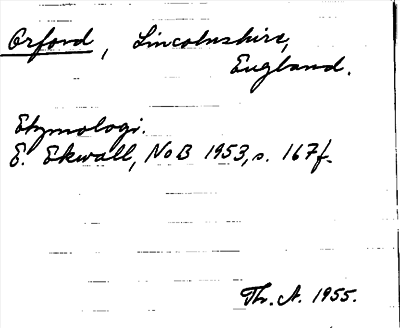 Orford, Lincolnshire,
England.
Etymologi.
E. Ekwall, NoB 1953, s. 167f.
Th. A. 1955.